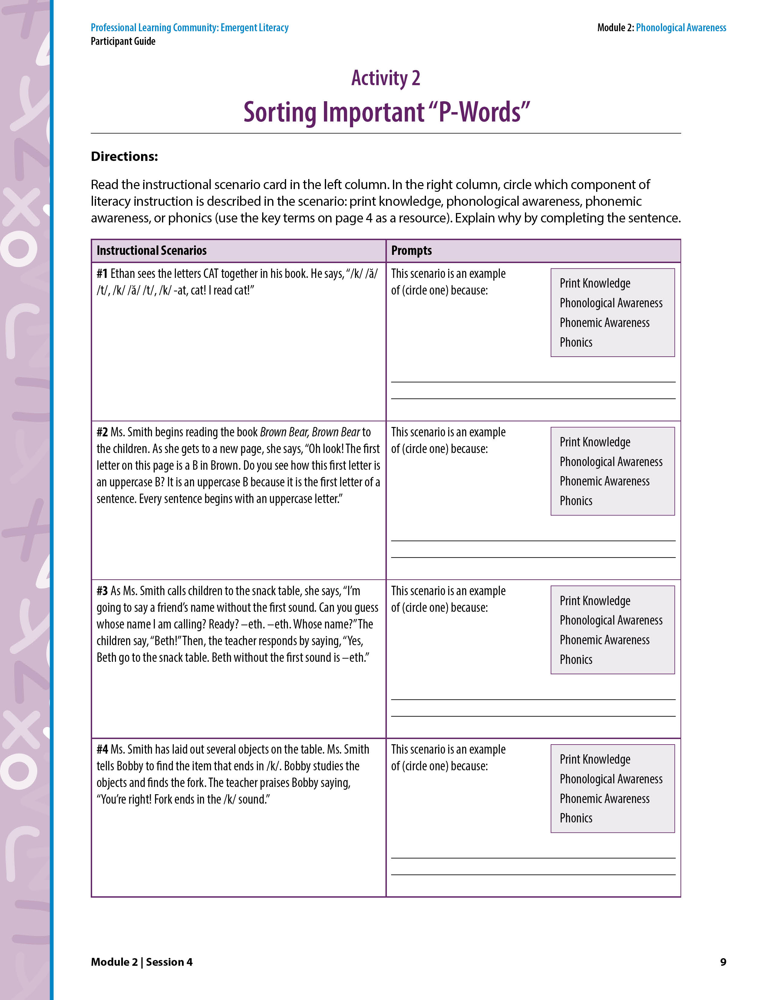 Professional Learning Community: Emergent Literacy
Participant Guide
Module 2: Phonological Awareness
Activity 2
Sorting Important “P-Words”
Directions:
Read the instructional scenario card in the left column. In the right column, circle which component of
literacy instruction is described in the scenario: print knowledge, phonological awareness, phonemic
awareness, or phonics (use the key terms on page 4 as a resource). Explain why by completing the sentence.
Instructional Scenarios
Prompts
#1 Ethan sees the letters CAT together in his book. He says, “/k/ /ă/
/t/, /k/ /ă/ /t/, /k/ -at, cat! I read cat!”
This scenario is an example
of (circle one) because:
Print Knowledge
Phonological Awareness
Phonemic Awareness
Phonics
#2 Ms. Smith begins reading the book Brown Bear, Brown Bear to
the children. As she gets to a new page, she says, “Oh look! The first
letter on this page is a B in Brown. Do you see how this first letter is
an uppercase B? It is an uppercase B because it is the first letter of a
sentence. Every sentence begins with an uppercase letter.”
This scenario is an example
of (circle one) because:
Print Knowledge
Phonological Awareness
Phonemic Awareness
Phonics
#3 As Ms. Smith calls children to the snack table, she says, “I’m
going to say a friend’s name without the first sound. Can you guess
whose name I am calling? Ready? –eth. –eth. Whose name?” The
children say, “Beth!” Then, the teacher responds by saying, “Yes,
Beth go to the snack table. Beth without the first sound is –eth.”
This scenario is an example
of (circle one) because:
Print Knowledge
Phonological Awareness
Phonemic Awareness
Phonics
#4 Ms. Smith has laid out several objects on the table. Ms. Smith
tells Bobby to find the item that ends in /k/. Bobby studies the
objects and finds the fork. The teacher praises Bobby saying,
“You’re right! Fork ends in the /k/ sound.”
This scenario is an example
of (circle one) because:
Print Knowledge
Phonological Awareness
Phonemic Awareness
Phonics
Module 2 | Session 4
9